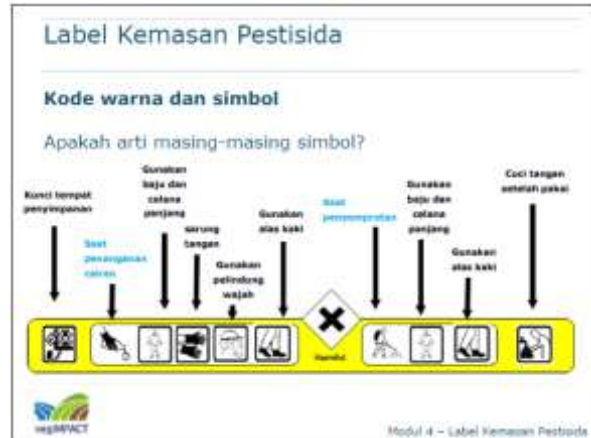 Label Kemasan Pestisida
Kode warna dan simbol
Apakah arti masing-masing simbol?
Kunci tempat
penyimpanan
Saat
penanganan
cairan
Gunakan
baju dan
celana
panjang
sarung
tangan
Gunakan
pelindung
wajah
Gunakan
alas kaki
Saat
penyemprotan
Gunakan
baju dan
celana
panjang
Gunakan
alas kaki
Cuci tangan
setelah pakai
Harmful
vegIMPACT
Modul 4 – Label Kemasan Pestisida